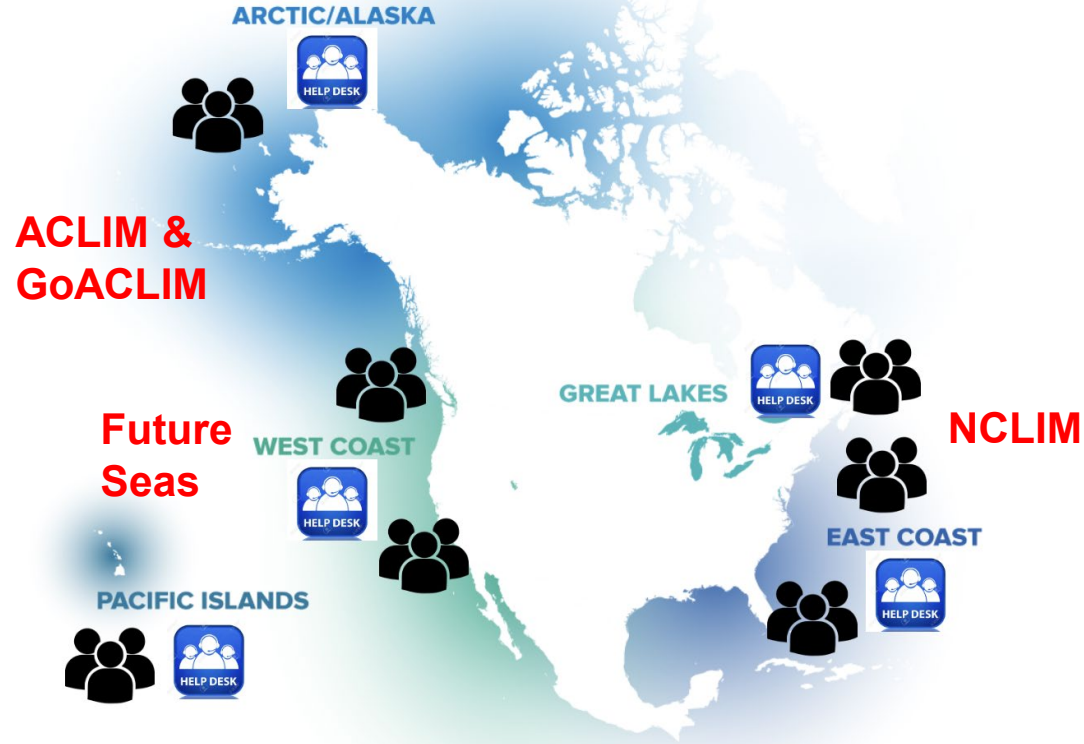 ARCTIC/ALASKA
HELP DESK
ACLIM &
GoACLIM
GREAT LAKES
HELP DESK
Future
Seas
WEST COAST
NCLIM
HELP DESK
EAST COAST
PACIFIC ISLANDS
HELP DESK
HELP DESK